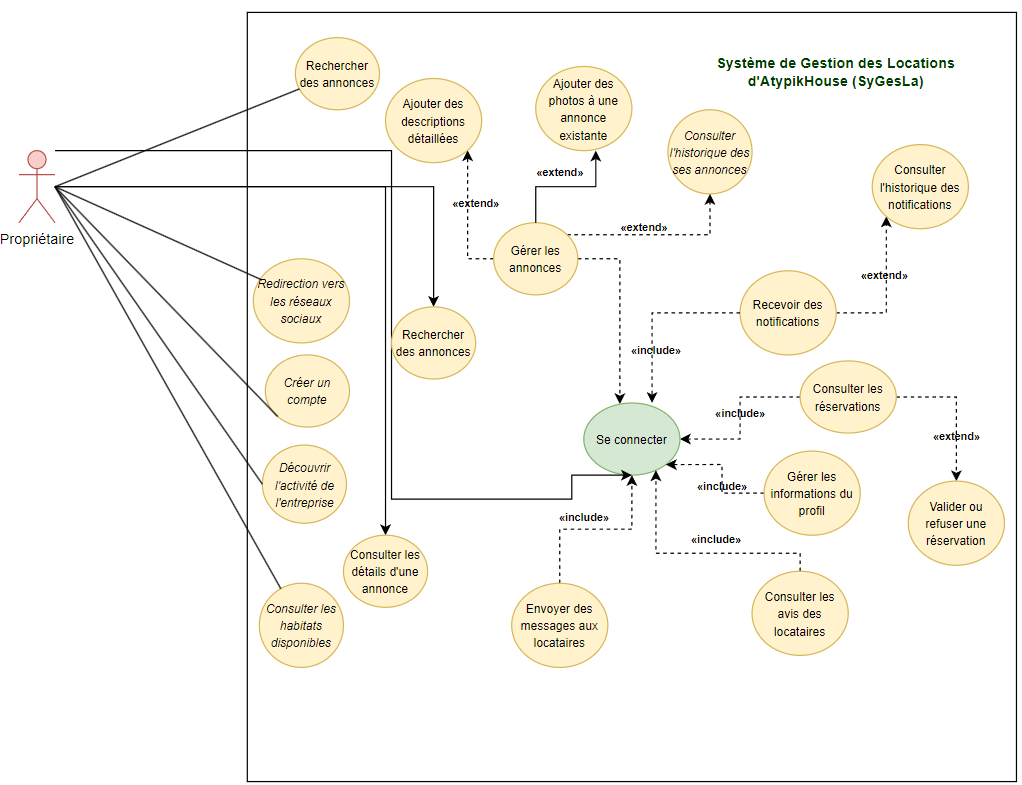 Système de Gestion des Locations
d'AtypikHouse (SyGesLa)
Rechercher
des annonces
Ajouter des
descriptions
détaillées
Ajouter des
photos à une
annonce
existante
Consulter
l'historique des
ses annonces
Consulter
l'historique des
notifications
Propriétaire
«extend»
«extend»
«extend»
«extend»
Gérer les
annonces
Redirection vers
les réseaux
sociaux
Recevoir des
notifications
Rechercher
des annonces
«include»
Créer un
compte
Consulter les
réservations
«include»
«extend»
Se connecter
Découvrir
l'activité de
l'entreprise
Gérer les
informations du
profil
«include»
Valider ou
refuser une
réservation
«include»
«include»
Consulter les
détails d'une
annonce
Consulter les
habitats
disponibles
Envoyer des
messages aux
locataires
Consulter les
avis des
locataires